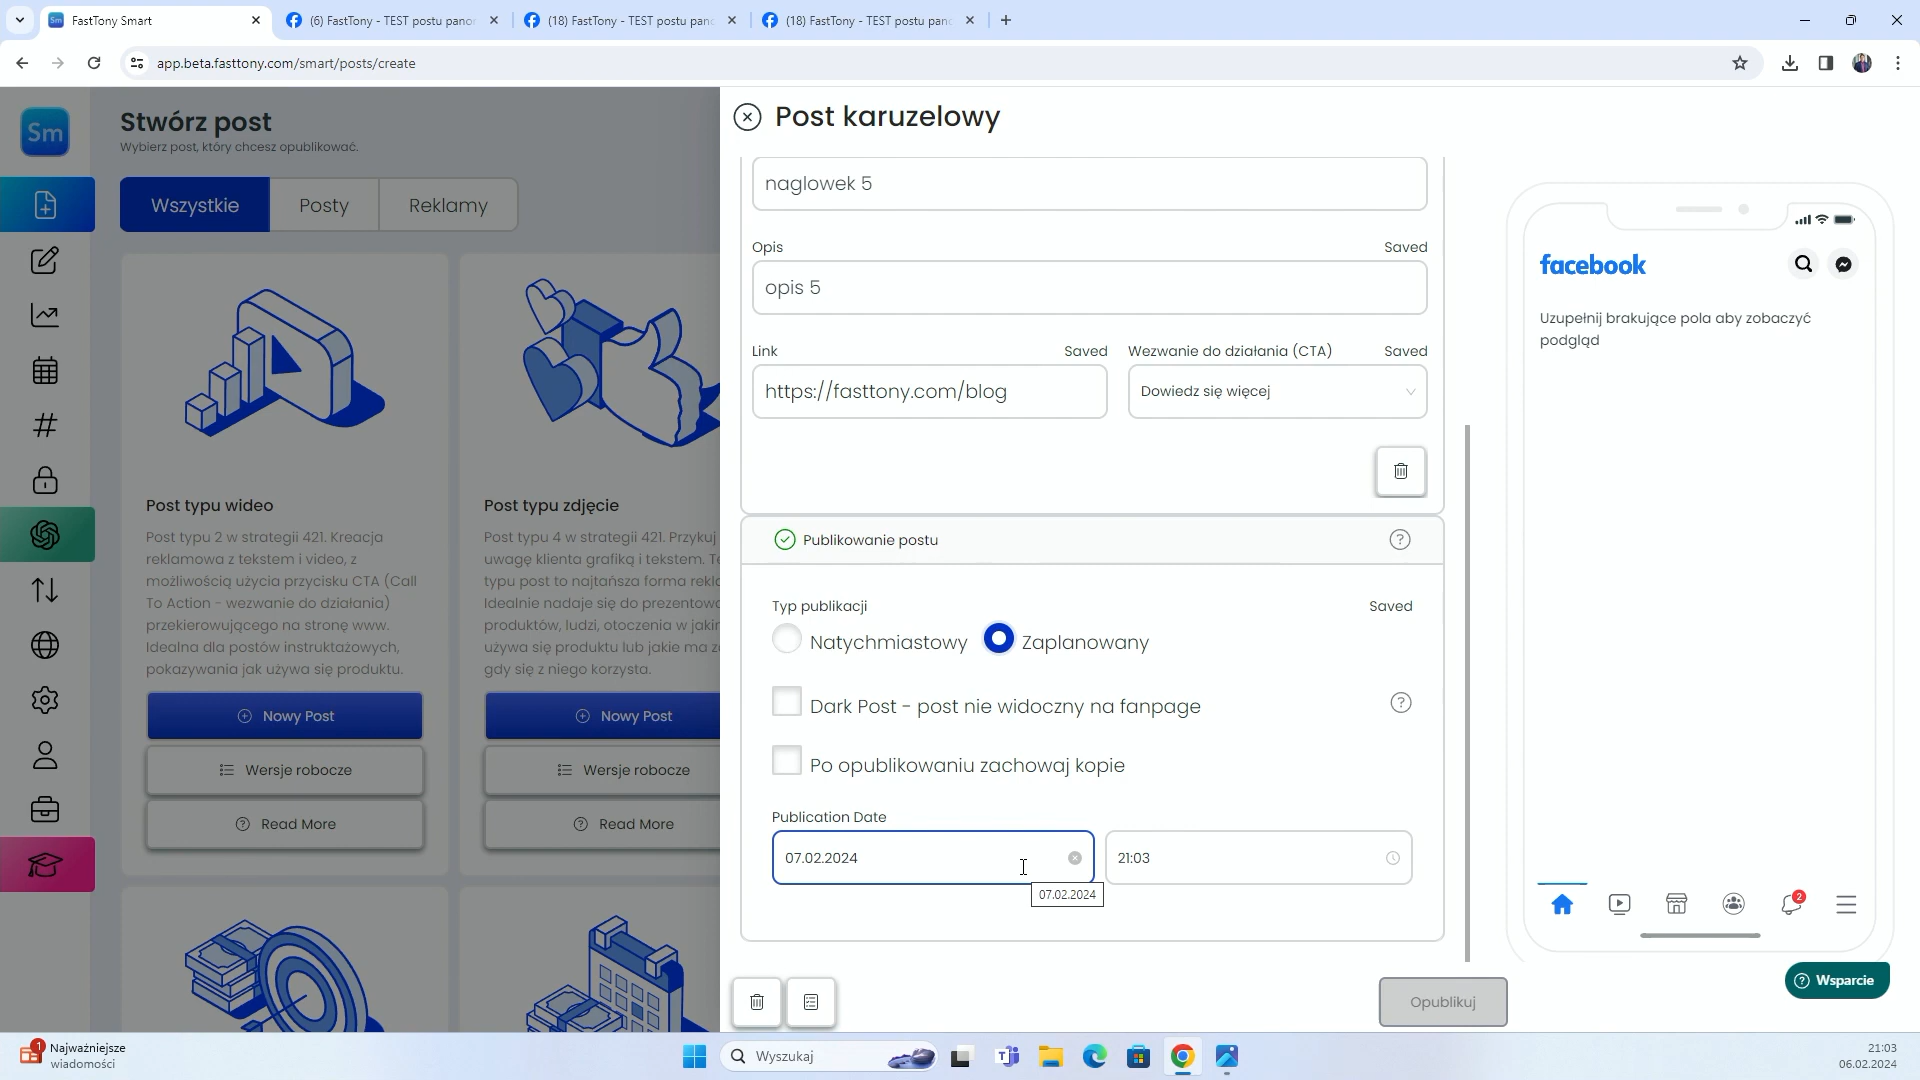 FastTony Smart
(6) FastTony - TEST postu pano
(18) FastTony - TEST postu pano
(18) FastTony - TEST postu pano
app.beta.fasttony.com/smart/posts/create
Sm
Stwórz post
Wybierz post, który chcesz opublikować.
Wszystkie
Posty
Reklamy
Post typu wideo
Post typu 2 w strategii 421. Kreacja
reklamowa z tekstem i video, z
możliwością użycia przycisku CTA (Call
To Action - wezwanie do działania)
przekierowującego na stronę www.
Idealna dla postów instruktażowych,
pokazywania jak używa się produktu.
Nowy Post
Wersje robocze
Read More
Post typu zdjęcie
Post typu 4 w strategii 421. Przykuj
uwagę klienta grafiką i tekstem. Te
typu post to najtańsza forma rekl
Idealnie nadaje się do prezentowa
produktów, ludzi, otoczenia w jaki
używa się produktu lub jakie ma z
gdy się z niego korzysta.
Nowy Post
Wersje robocze
Read More
Post karuzelowy
naglowek 5
Opis
Saved
opis 5
Link
Saved
Wezwanie do działania (CTA)
Saved
https://fasttony.com/blog
Dowiedz się więcej
Publikowanie postu
Typ publikacji
Saved
Natychmiastowy
Zaplanowany
Dark Post - post nie widoczny na fanpage
Po opublikowaniu zachowaj kopie
Publication Date
07.02.2024
21:03
07.02.2024
Opublikuj
facebook
Uzupełnij brakujące pola aby zobaczyć
podgląd
2
Wsparcie
1
Najważniejsze
wiadomości
Wyszukaj
21:03
06.02.2024